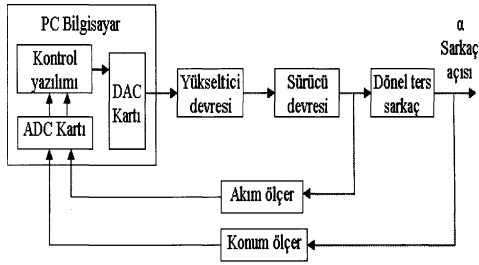 PC Bilgisayar
Kontrol
yazılımı
DAC
Kartı
ADC Kartı
Yükseltici
devresi
Sürücü
devresi
Dönel ters
sarkaç
α
Sarkaç
açısı
Akım ölçer
Konum ölçer